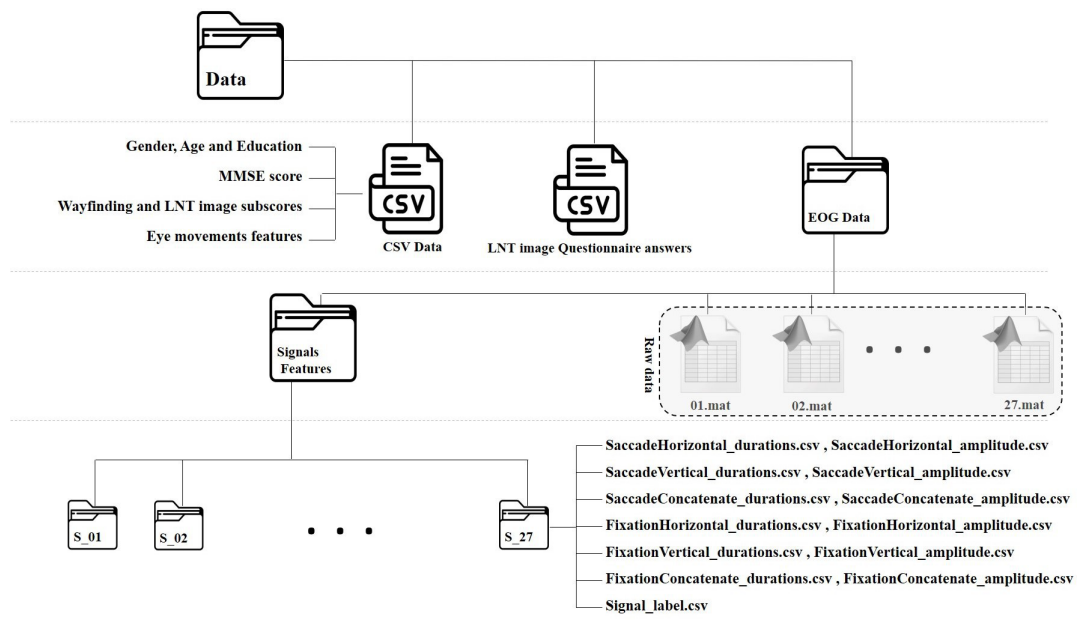 Data
Gender, Age and Education
MMSE score
Wayfinding and LNT image subscores
Eye movements features
CSV
CSV Data
CSV
LNT image Questionnaire answers
EOG Data
Signals
Features
Raw data
01.mat
02.mat
27.mat
S_01
S_02
S_27
SaccadeHorizontal_durations.csv , SaccadeHorizontal_amplitude.csv
SaccadeVertical_durations.csv , SaccadeVertical_amplitude.csv
SaccadeConcatenate_durations.csv , SaccadeConcatenate_amplitude.csv
FixationHorizontal_durations.csv , FixationHorizontal_amplitude.csv
FixationVertical_durations.csv , FixationVertical_amplitude.csv
FixationConcatenate_durations.csv , FixationConcatenate_amplitude.csv
Signal_label.csv